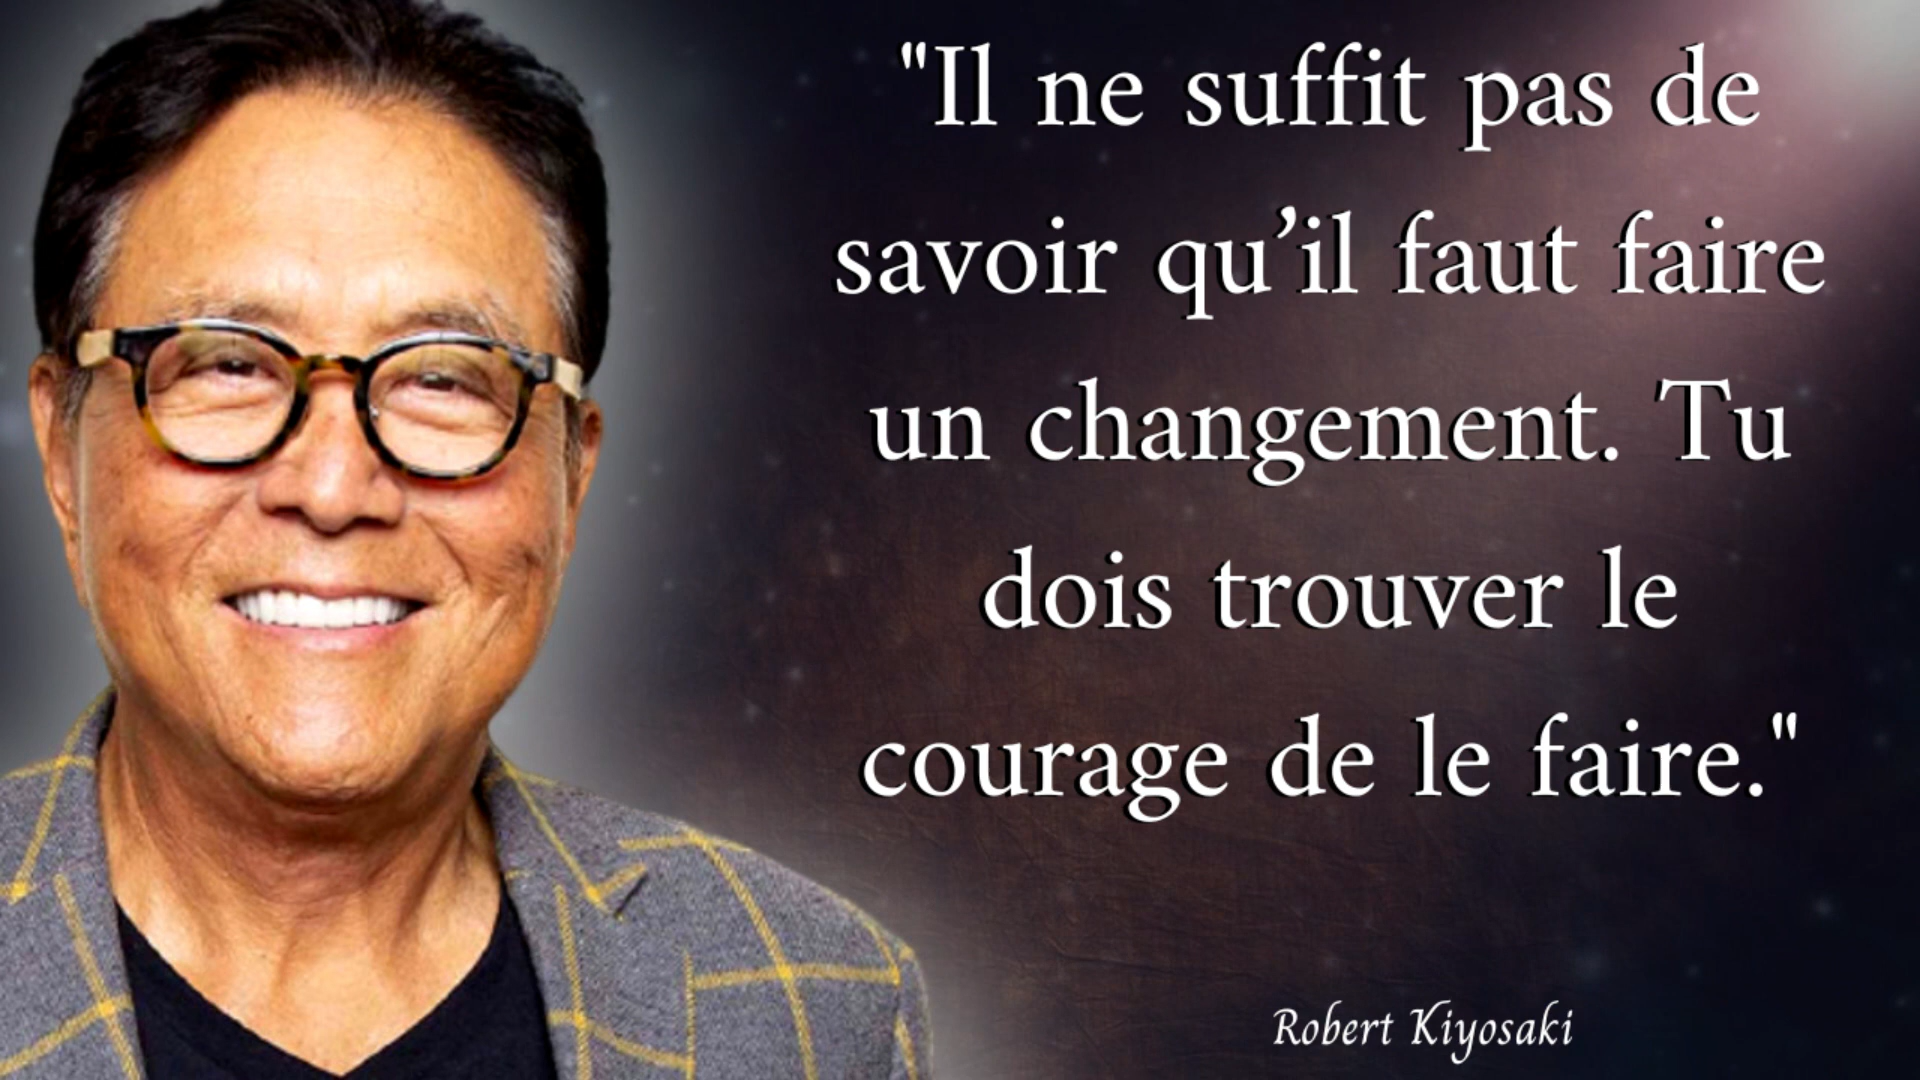 "Il ne suffit pas de
savoir qu’il faut faire
un changement. Tu
dois trouver le
courage de le faire."
Robert Kiyosaki